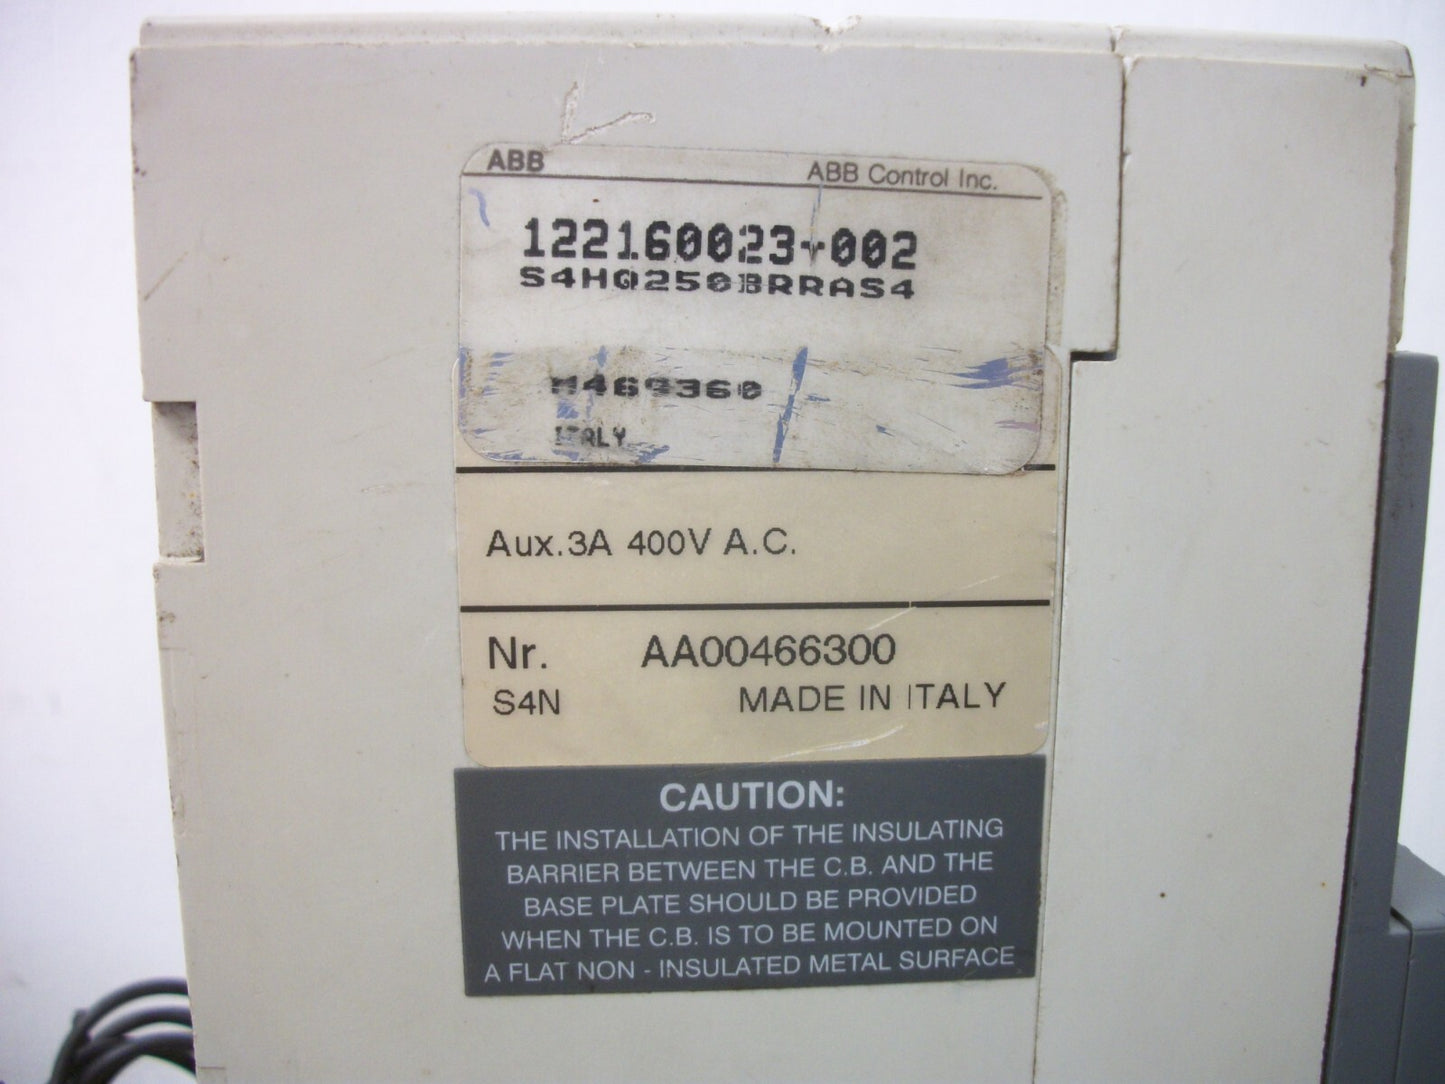 ABB ABB Control Inc.
122160023-002
S4HQ250BRRAS4
M469360
ITALY
Aux.3A 400V A.C.
Nr. AA00466300
S4N MADE IN ITALY
CAUTION:
THE INSTALLATION OF THE INSULATING
BARRIER BETWEEN THE C.B. AND THE
BASE PLATE SHOULD BE PROVIDED
WHEN THE C.B. IS TO BE MOUNTED ON
A FLAT NON - INSULATED METAL SURFACE